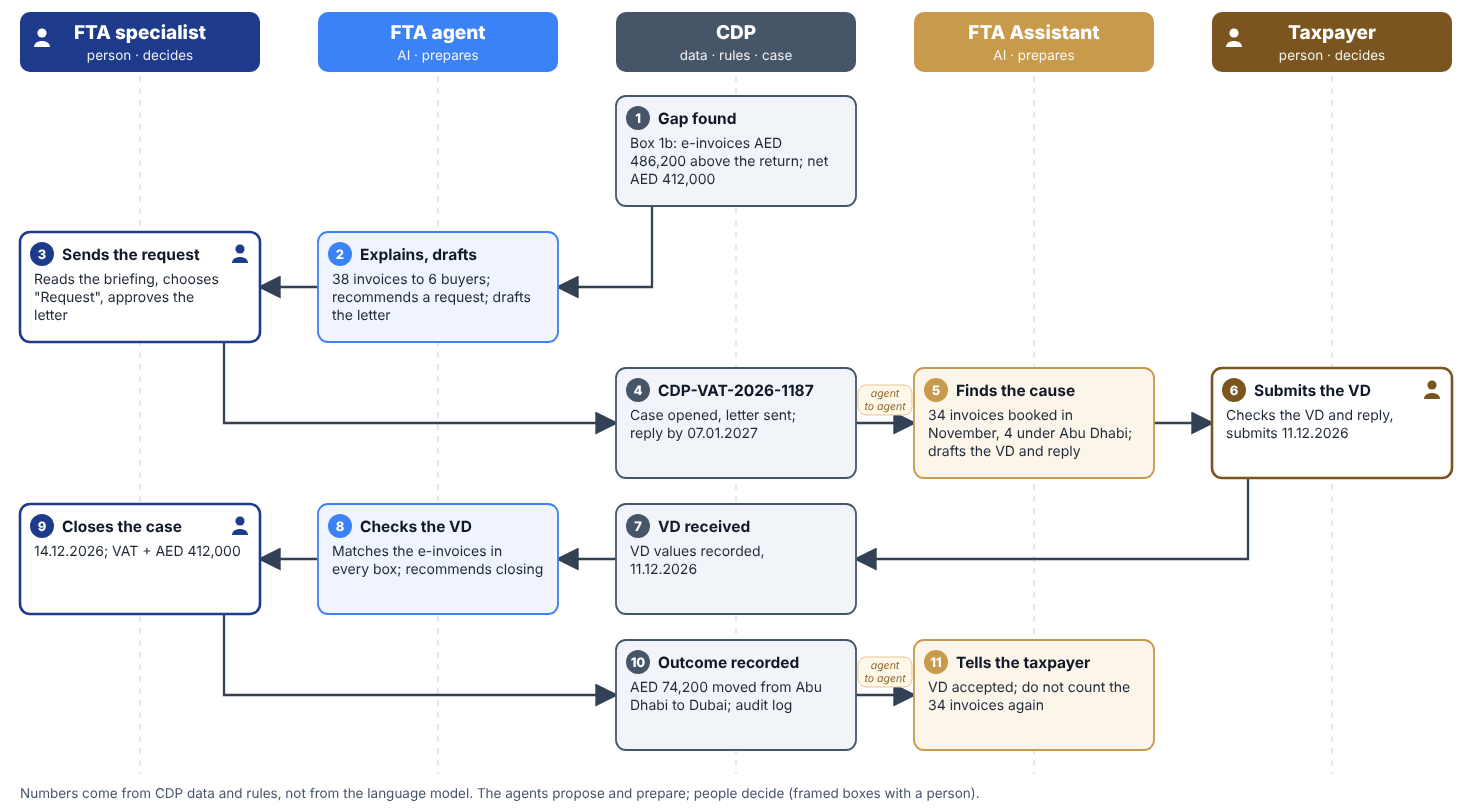 FTA specialist
person · decides
FTA agent
AI · prepares
CDP
data · rules · case
FTA Assistant
AI · prepares
Taxpayer
person · decides
1 Gap found
Box 1b: e-invoices AED
486,200 above the return; net
AED 412,000
3 Sends the request
Reads the briefing, chooses
"Request", approves the
letter
2 Explains, drafts
38 invoices to 6 buyers;
recommends a request; drafts
the letter
4 CDP-VAT-2026-1187
Case opened, letter sent;
reply by 07.01.2027
agent
to agent
5 Finds the cause
34 invoices booked in
November, 4 under Abu Dhabi;
drafts the VD and reply
6 Submits the VD
Checks the VD and reply,
submits 11.12.2026
9 Closes the case
14.12.2026; VAT + AED 412,000
8 Checks the VD
Matches the e-invoices in
every box; recommends closing
7 VD received
VD values recorded,
11.12.2026
10 Outcome recorded
AED 74,200 moved from Abu
Dhabi to Dubai; audit log
agent
to agent
11 Tells the taxpayer
VD accepted; do not count the
34 invoices again
Numbers come from CDP data and rules, not from the language model. The agents propose and prepare; people decide (framed boxes with a person).